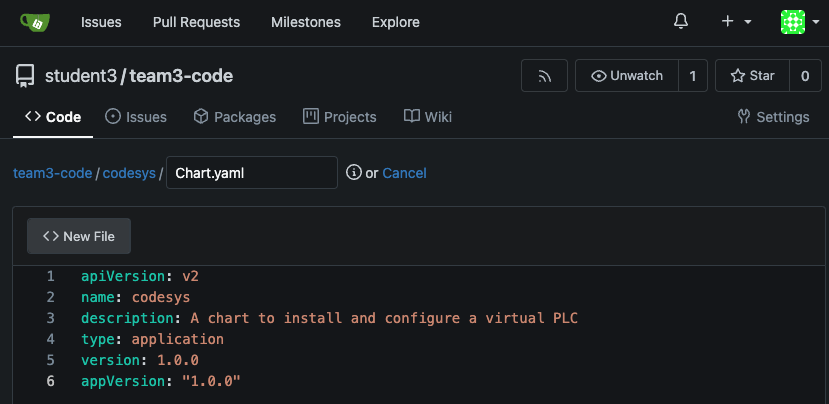 Issues Pull Requests Milestones Explore
student3/team3-code Unwatch 1 Star 0
Code Issues Packages Projects Wiki Settings
team3-code/codesys/ Chart.yaml or Cancel
New File
1 apiVersion: v2
2 name: codesys
3 description: A chart to install and configure a virtual PLC
4 type: application
5 version: 1.0.0
6 appVersion: "1.0.0"